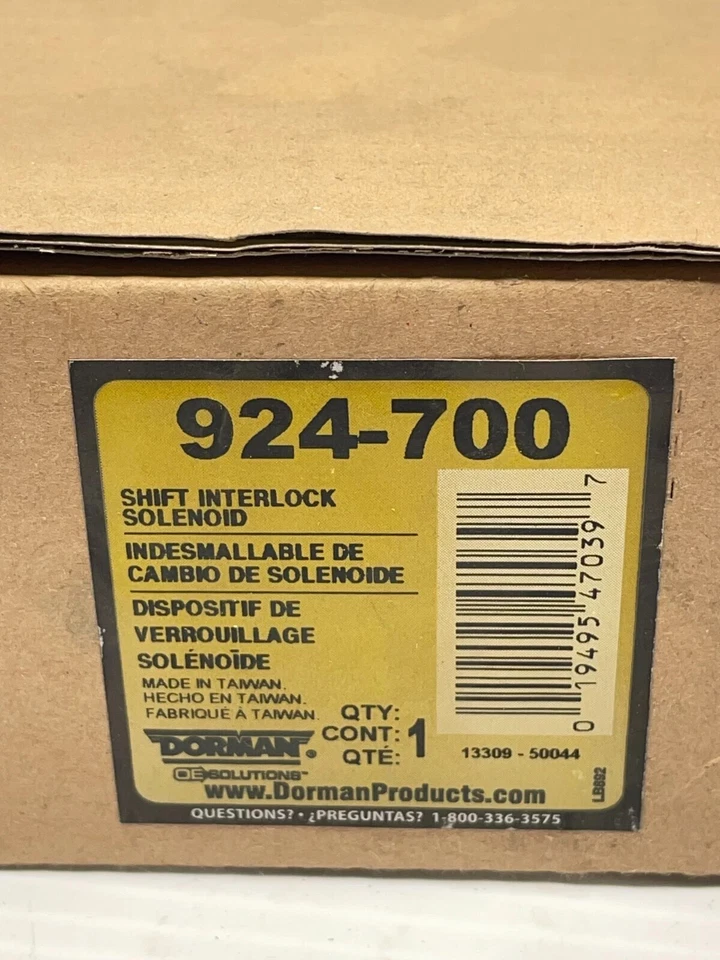 924-700
SHIFT INTERLOCK
SOLENOID
INDESMALLABLE DE
CAMBIO DE SOLENOIDE
DISPOSITIF DE
VERROUILLAGE
SOLÉNOÏDE
MADE IN TAIWAN.
HECHO EN TAIWAN.
FABRIQUÉ À TAIWAN.
QTY:
CONT: 1
QTÉ:
0 19495 47039 7
13309 - 50044
LB892
DORMAN®
OE SOLUTIONS™
www.DormanProducts.com
QUESTIONS? • ¿PREGUNTAS? 1-800-336-3575